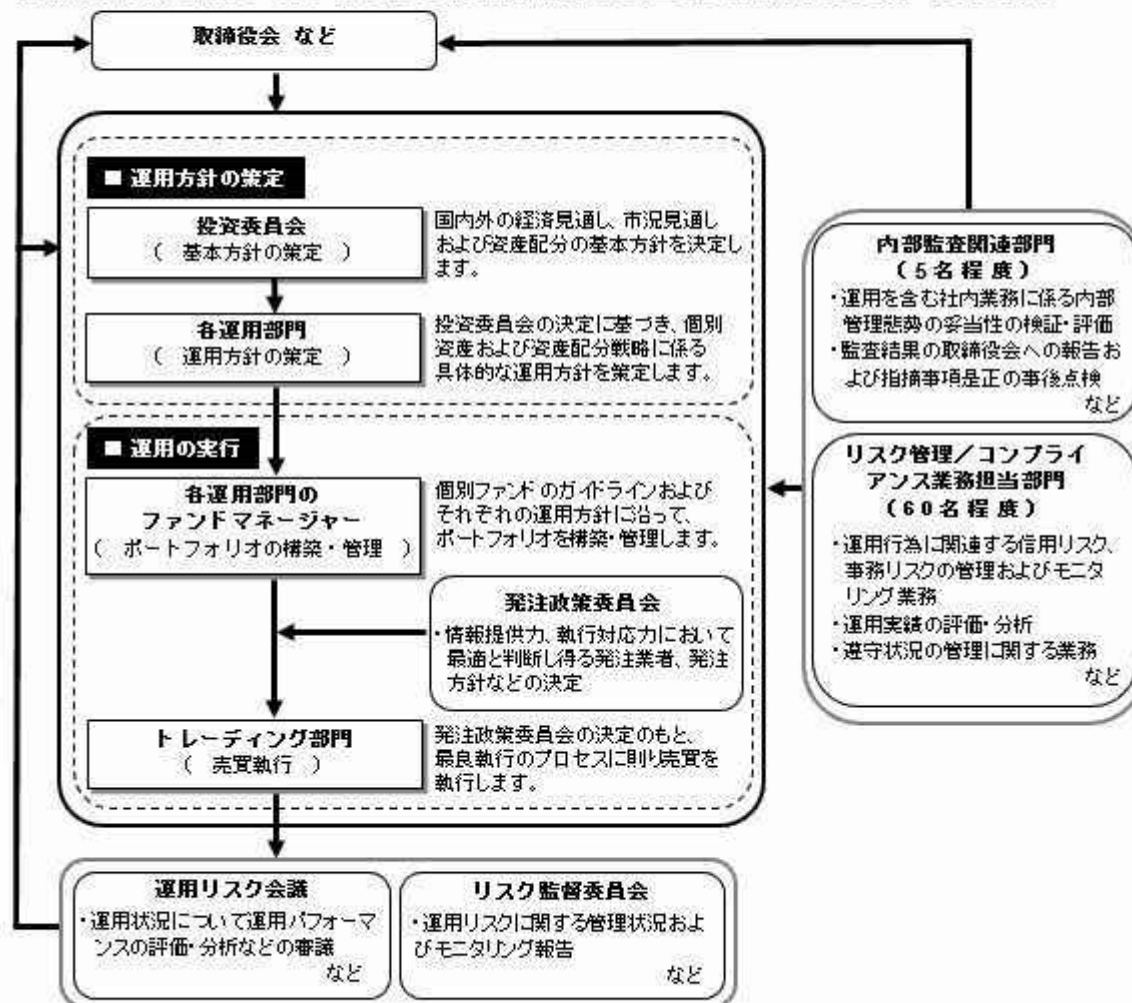 取締役会 など
■ 運用方針の策定
投資委員会
( 基本方針の策定 )
国内外の経済見通し、市況見通し
および資産配分の基本方針を決定し
ます。
各運用部門
( 運用方針の策定 )
投資委員会の決定に基づき、個別
資産および資産配分戦略に係る
具体的な運用方針を策定します。
■ 運用の実行
各運用部門の
ファンドマネージャー
( ポートフォリオの構築・管理 )
個別ファンドのガイドラインおよび
それぞれの運用方針に沿って、
ポートフォリオを構築・管理します。
発注政策委員会
・情報提供力、執行対応力において
最適と判断し得る発注業者、発注
方針などの決定
トレーディング部門
( 売買執行 )
発注政策委員会の決定のもと、
最良執行のプロセスに則り売買を
執行します。
内部監査関連部門
(5名程度)
・運用を含む社内業務に係る内部
管理態勢の妥当性の検証・評価
・監査結果の取締役会への報告お
よび指摘事項是正の事後点検
など
リスク管理/コンプライ
アンス業務担当部門
(60名程度)
・運用行為に関連する信用リスク、
事務リスクの管理およびモニタ
リング業務
・運用実績の評価・分析
・遵守状況の管理に関する業務
など
運用リスク会議
・運用状況について運用パフォーマ
ンスの評価・分析などの審議
など
リスク監督委員会
・運用リスクに関する管理状況およ
びモニタリング報告
など